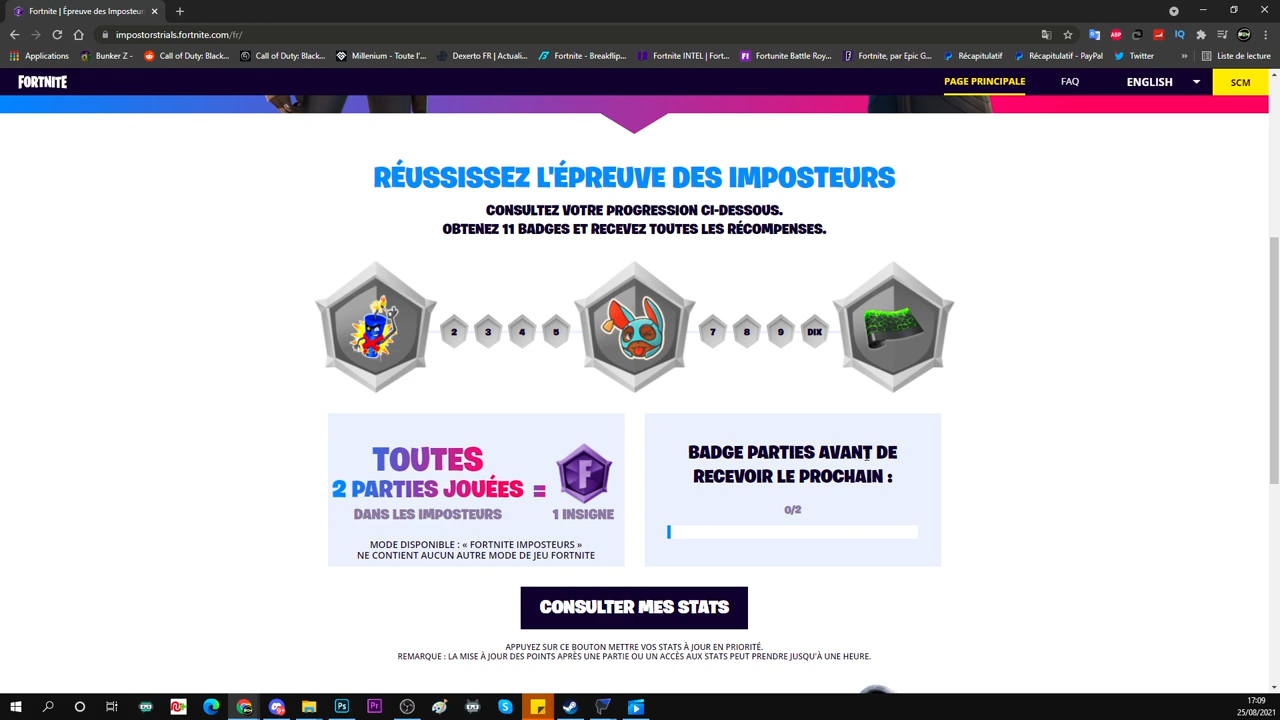 Fortnite | Épreuve des Imposteurs
impostorstrials.fortnite.com/fr/
Applications
Bunker Z -
Call of Duty: Black...
Call of Duty: Black...
Millenium - Toute l'...
Dexerto FR | Actuali...
Fortnite - Breakflip...
Fortnite INTEL | Fort...
Fortunite Battle Roy...
Fortnite, par Epic G...
Récapitulatif
Récapitulatif - PayPal
Twitter
»
Liste de lecture
FORTNITE
PAGE PRINCIPALE
FAQ
ENGLISH
SCM
RÉUSSISSEZ L'ÉPREUVE DES IMPOSTEURS
CONSULTEZ VOTRE PROGRESSION CI-DESSOUS.
OBTENEZ 11 BADGES ET RECEVEZ TOUTES LES RÉCOMPENSES.
2 3 4 5 7 8 9 DIX
TOUTES
2 PARTIES JOUÉES =
DANS LES IMPOSTEURS
F
1 INSIGNE
MODE DISPONIBLE : « FORTNITE IMPOSTEURS »
NE CONTIENT AUCUN AUTRE MODE DE JEU FORTNITE
BADGE PARTIES AVANT DE
RECEVOIR LE PROCHAIN :
0/2
CONSULTER MES STATS
APPUYEZ SUR CE BOUTON METTRE VOS STATS À JOUR EN PRIORITÉ.
REMARQUE : LA MISE À JOUR DES POINTS APRÈS UNE PARTIE OU UN ACCÈS AUX STATS PEUT PRENDRE JUSQU'À UNE HEURE.
17:09
25/08/2021